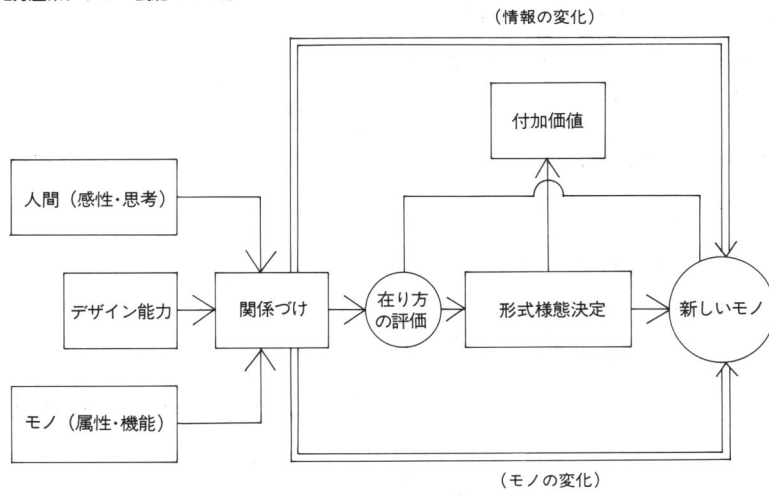 (情報の変化)
付加価値
人間(感性・思考)
デザイン能力
関係づけ
在り方
の評価
形式様態決定
新しいモノ
モノ(属性・機能)
(モノの変化)